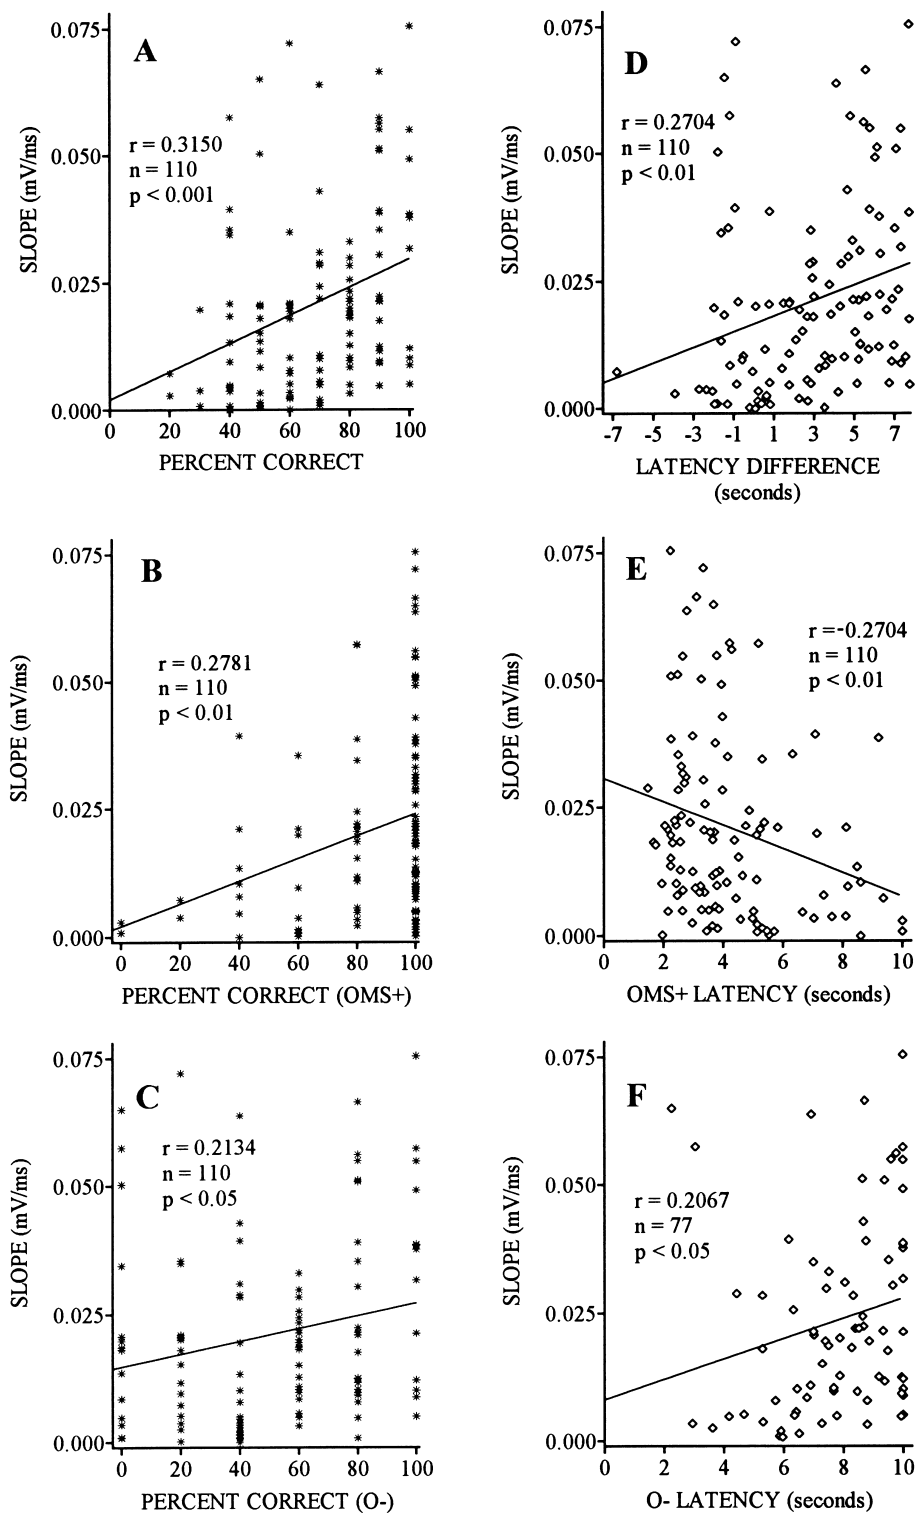 A
r = 0.3150
n = 110
p < 0.001
SLOPE (mV/ms)
0.075
0.050
0.025
0.000
0 20 40 60 80 100
PERCENT CORRECT
D
r = 0.2704
n = 110
p < 0.01
SLOPE (mV/ms)
0.075
0.050
0.025
0.000
-7 -5 -3 -1 1 3 5 7
LATENCY DIFFERENCE
(seconds)
B
r = 0.2781
n = 110
p < 0.01
SLOPE (mV/ms)
0.075
0.050
0.025
0.000
0 20 40 60 80 100
PERCENT CORRECT (OMS+)
E
r =-0.2704
n = 110
p < 0.01
SLOPE (mV/ms)
0.075
0.050
0.025
0.000
0 2 4 6 8 10
OMS+ LATENCY (seconds)
C
r = 0.2134
n = 110
p < 0.05
SLOPE (mV/ms)
0.075
0.050
0.025
0.000
0 20 40 60 80 100
PERCENT CORRECT (O-)
F
r = 0.2067
n = 77
p < 0.05
SLOPE (mV/ms)
0.075
0.050
0.025
0.000
0 2 4 6 8 10
O- LATENCY (seconds)